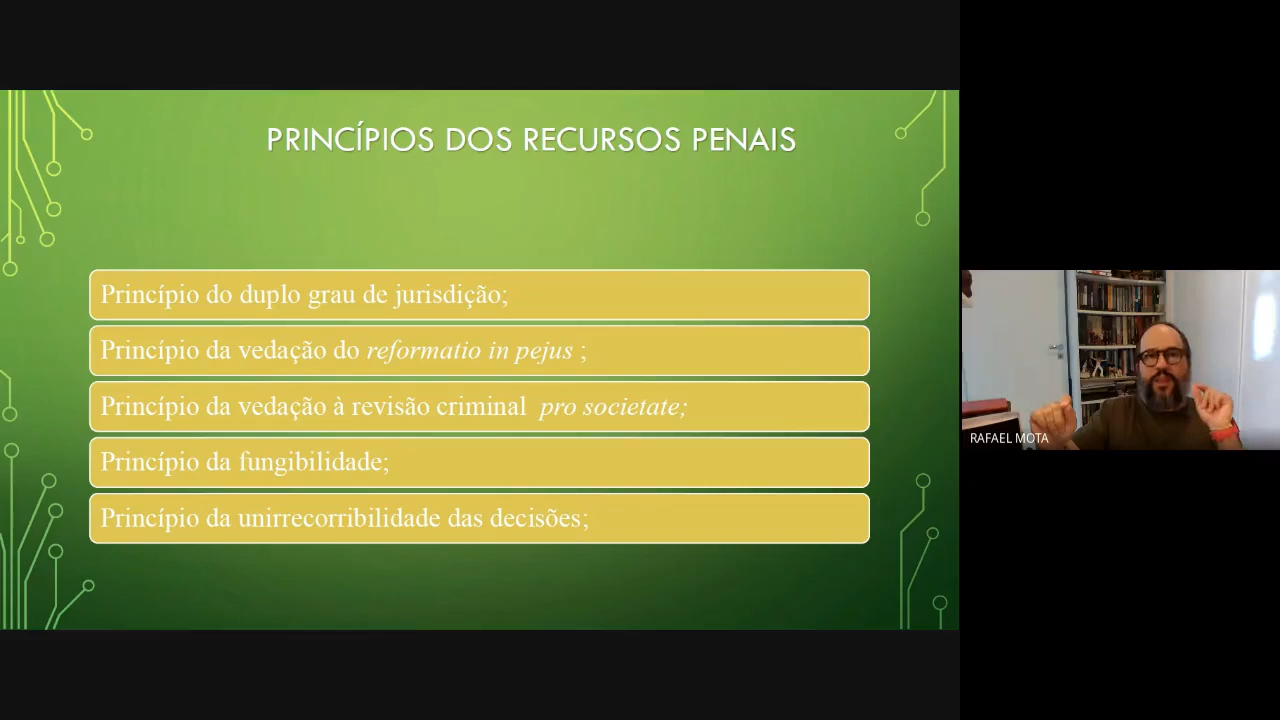 PRINCÍPIOS DOS RECURSOS PENAIS
Princípio do duplo grau de jurisdição;
Princípio da vedação do reformatio in pejus ;
Princípio da vedação à revisão criminal pro societate;
Princípio da fungibilidade;
Princípio da unirrecorribilidade das decisões;
RAFAEL MOTA